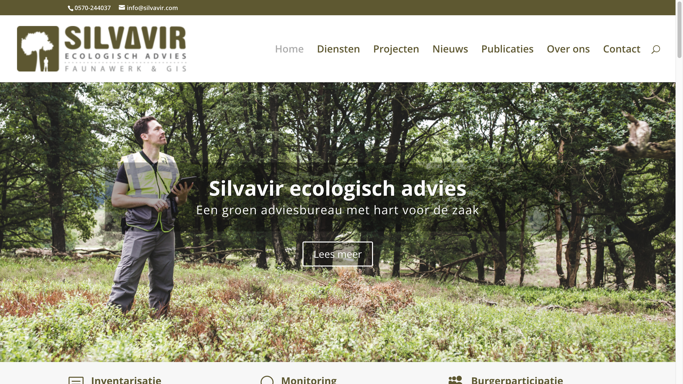 0570-244037 info@silvavir.com
SILVAVIR
ECOLOGISCH ADVIES
FAUNAWERK & GIS
Home Diensten Projecten Nieuws Publicaties Over ons Contact
Silvavir ecologisch advies
Een groen adviesbureau met hart voor de zaak
Lees meer
Inventarisatie Monitoring Burgerparticipatie